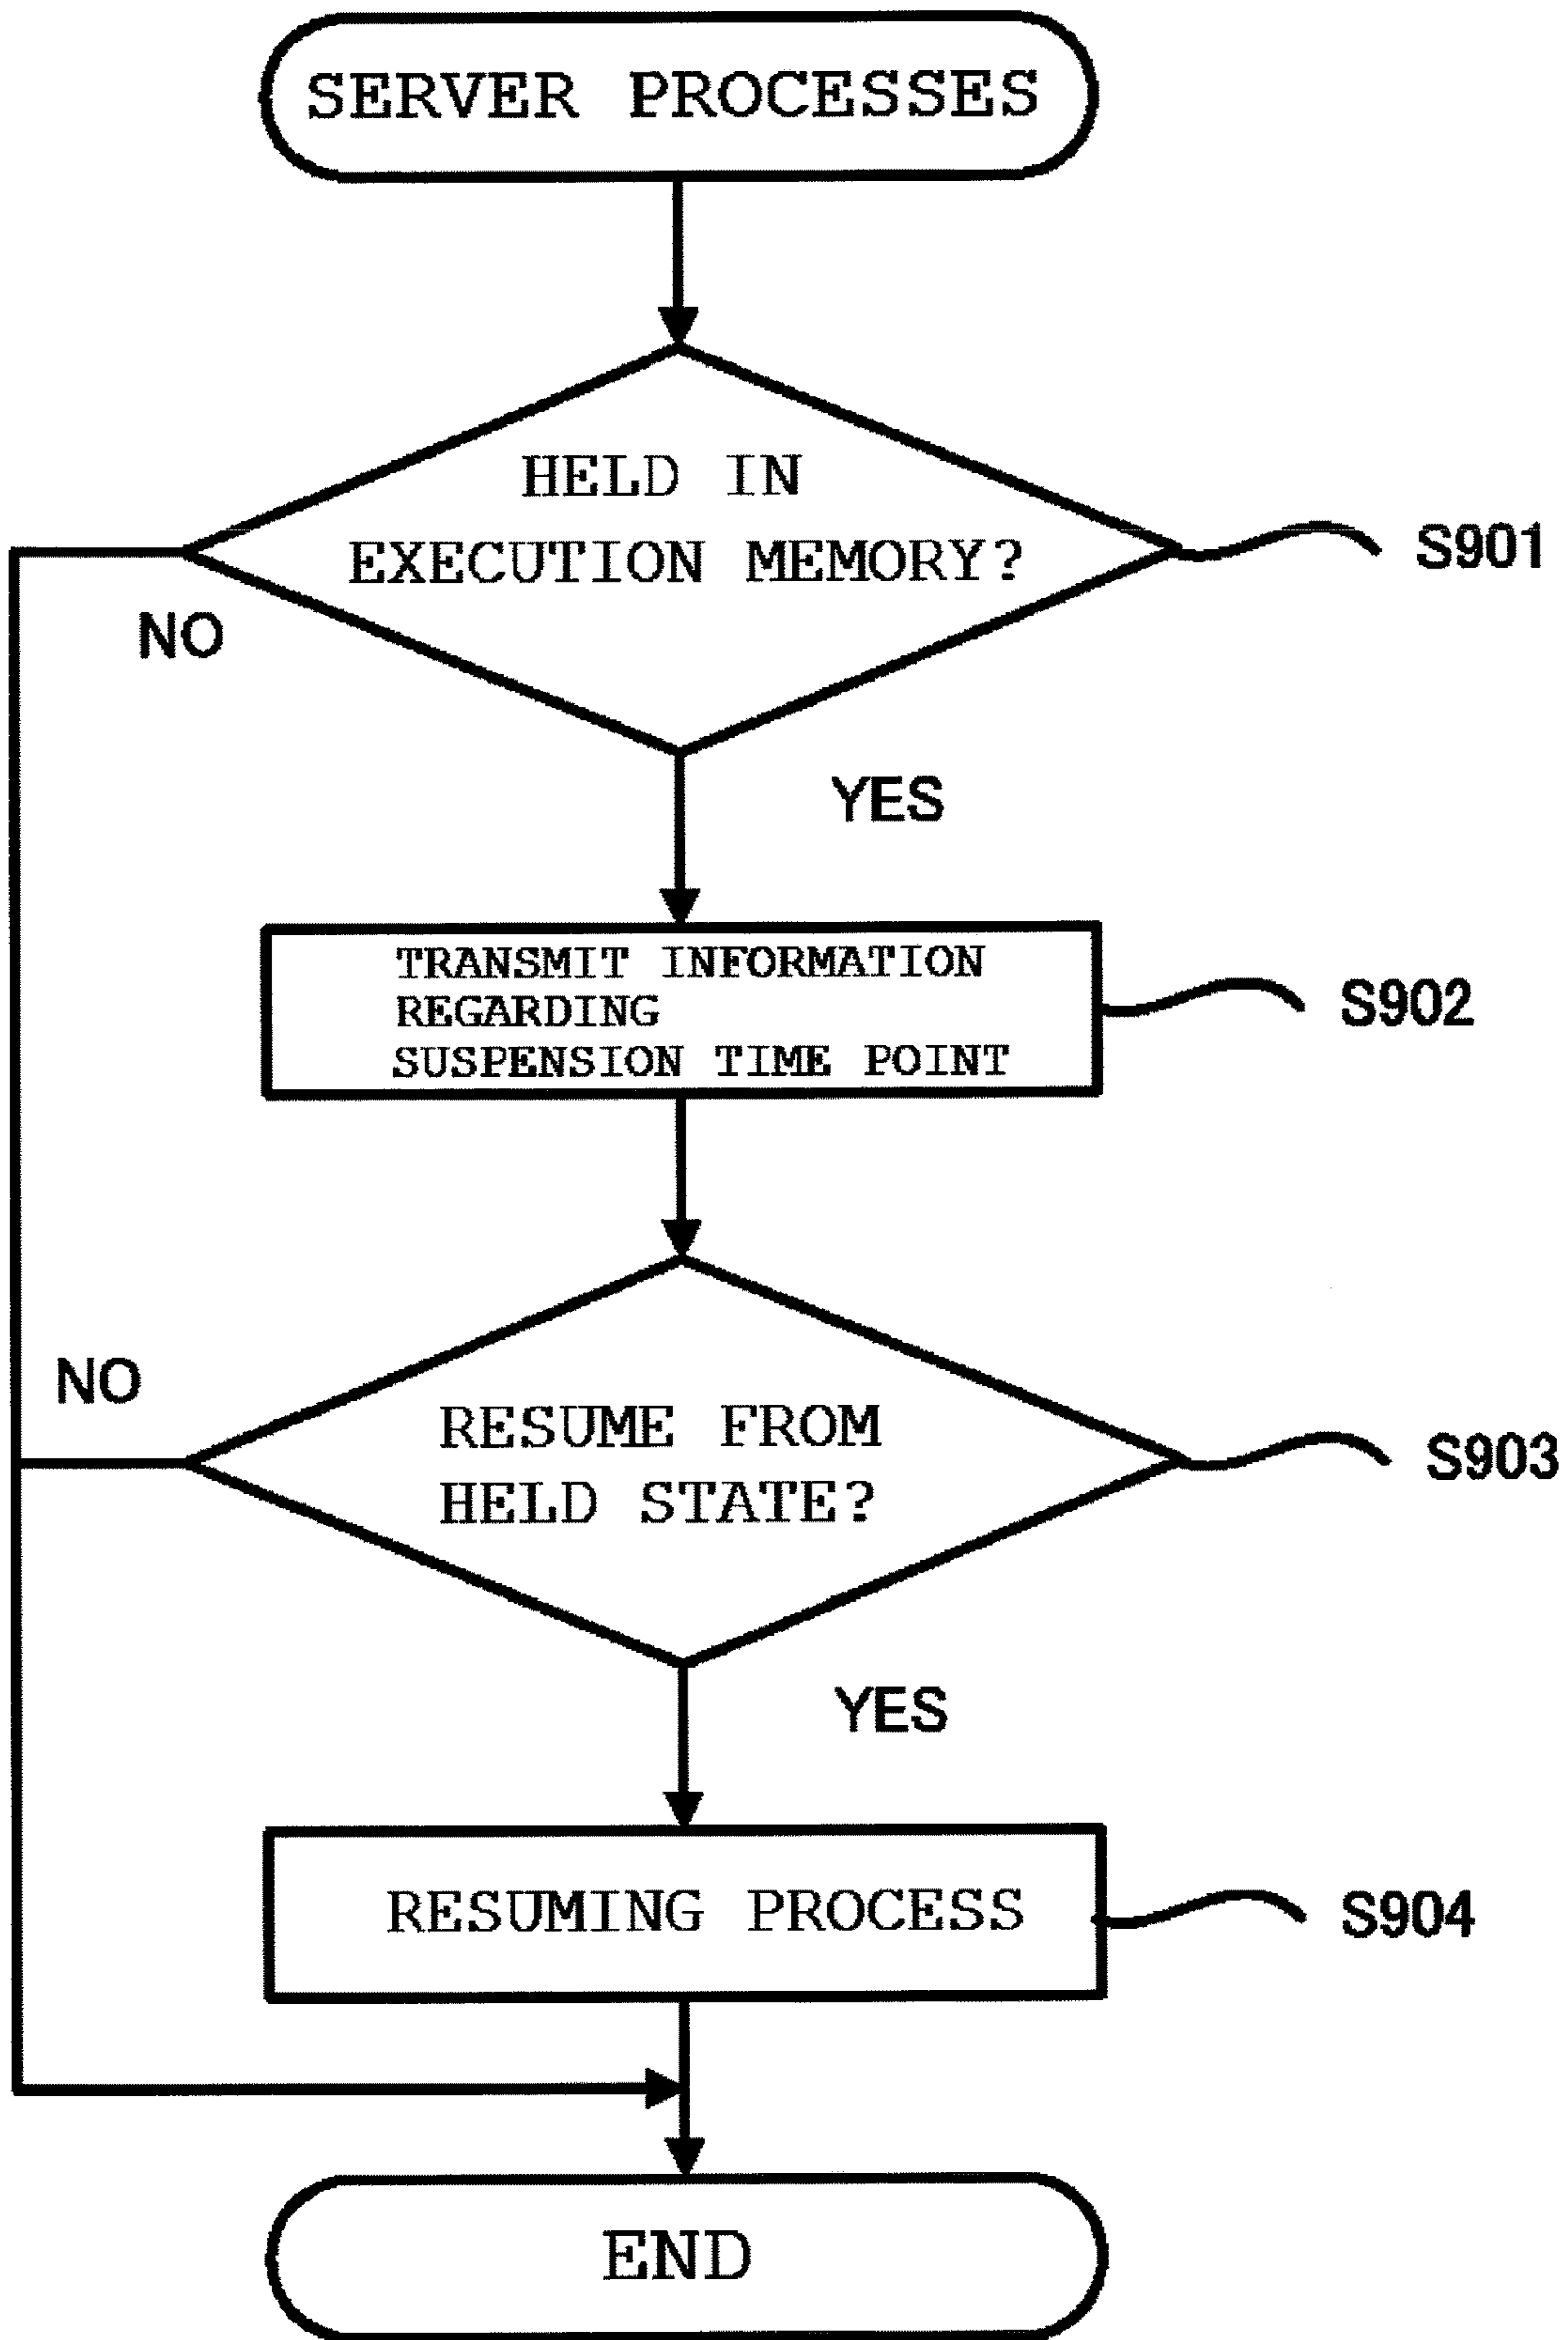 SERVER PROCESSES
HELD IN
EXECUTION MEMORY?
S901
NO
YES
TRANSMIT INFORMATION
REGARDING
SUSPENSION TIME POINT
S902
NO
RESUME FROM
HELD STATE?
S903
YES
RESUMING PROCESS
S904
END